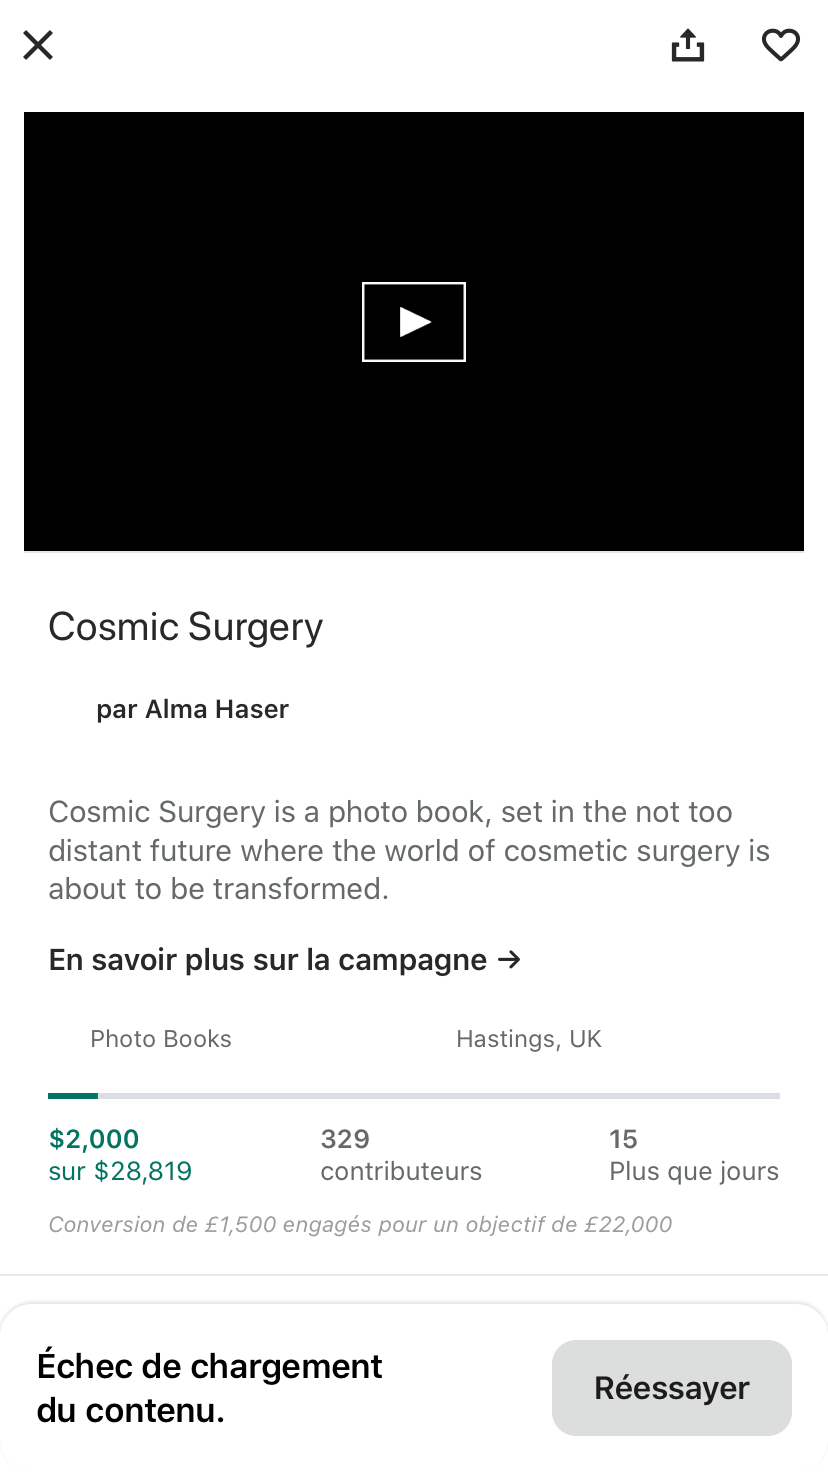 Cosmic Surgery
par Alma Haser
Cosmic Surgery is a photo book, set in the not too
distant future where the world of cosmetic surgery is
about to be transformed.
En savoir plus sur la campagne →
Photo Books
Hastings, UK
$2,000
sur $28,819
329
contributeurs
15
Plus que jours
Conversion de £1,500 engagés pour un objectif de £22,000
Échec de chargement
du contenu.
Réessayer